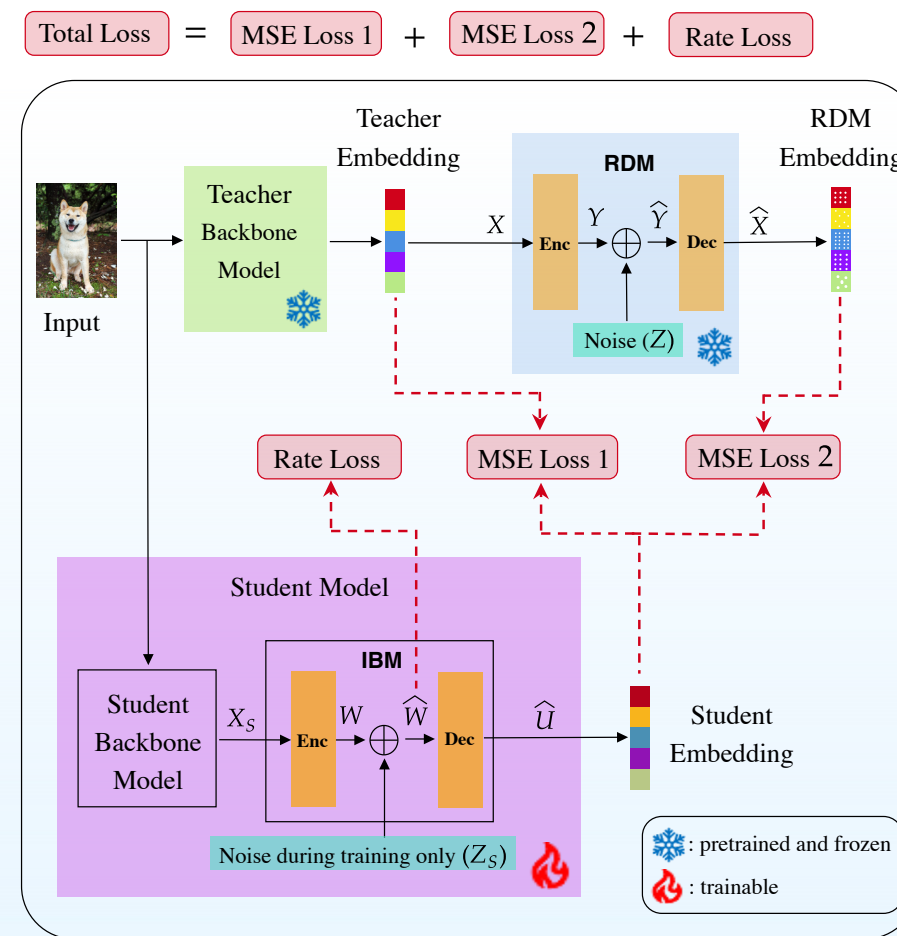 Total Loss = MSE Loss 1 + MSE Loss 2 + Rate Loss
Teacher
Embedding
RDM
Embedding
RDM
Teacher
Backbone
Model
Input
X
Enc
Y
Ŷ
Dec
X̂
Noise (Z)
Rate Loss
MSE Loss 1
MSE Loss 2
Student Model
IBM
Student
Backbone
Model
X_S
Enc
W
Ŵ
Dec
Û
Student
Embedding
Noise during training only (Z_S)
: pretrained and frozen
: trainable